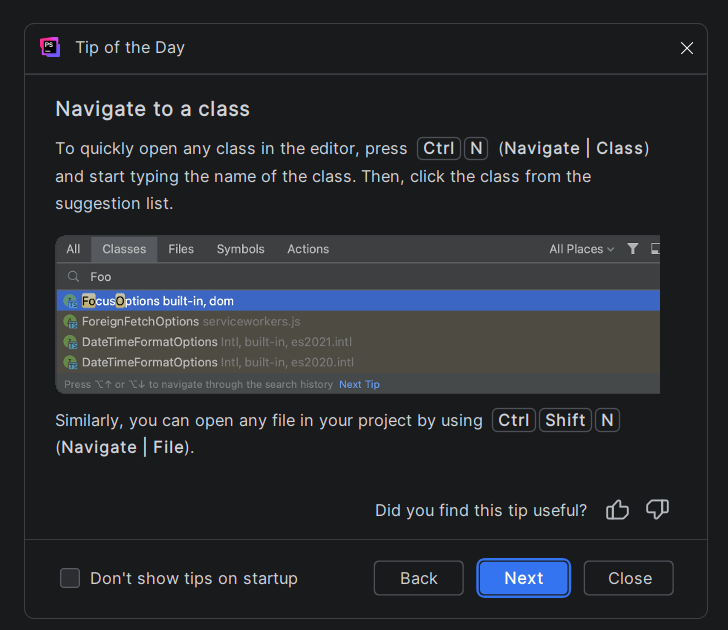 PS
Tip of the Day
Navigate to a class
To quickly open any class in the editor, press Ctrl N (Navigate | Class)
and start typing the name of the class. Then, click the class from the
suggestion list.
All Classes Files Symbols Actions All Places
Foo
FocusOptions built-in, dom
ForeignFetchOptions serviceworkers.js
DateTimeFormatOptions Intl, built-in, es2021.intl
DateTimeFormatOptions Intl, built-in, es2020.intl
Press ⌥↑ or ⌥↓ to navigate through the search history Next Tip
Similarly, you can open any file in your project by using Ctrl Shift N
(Navigate | File).
Did you find this tip useful?
Don't show tips on startup Back Next Close